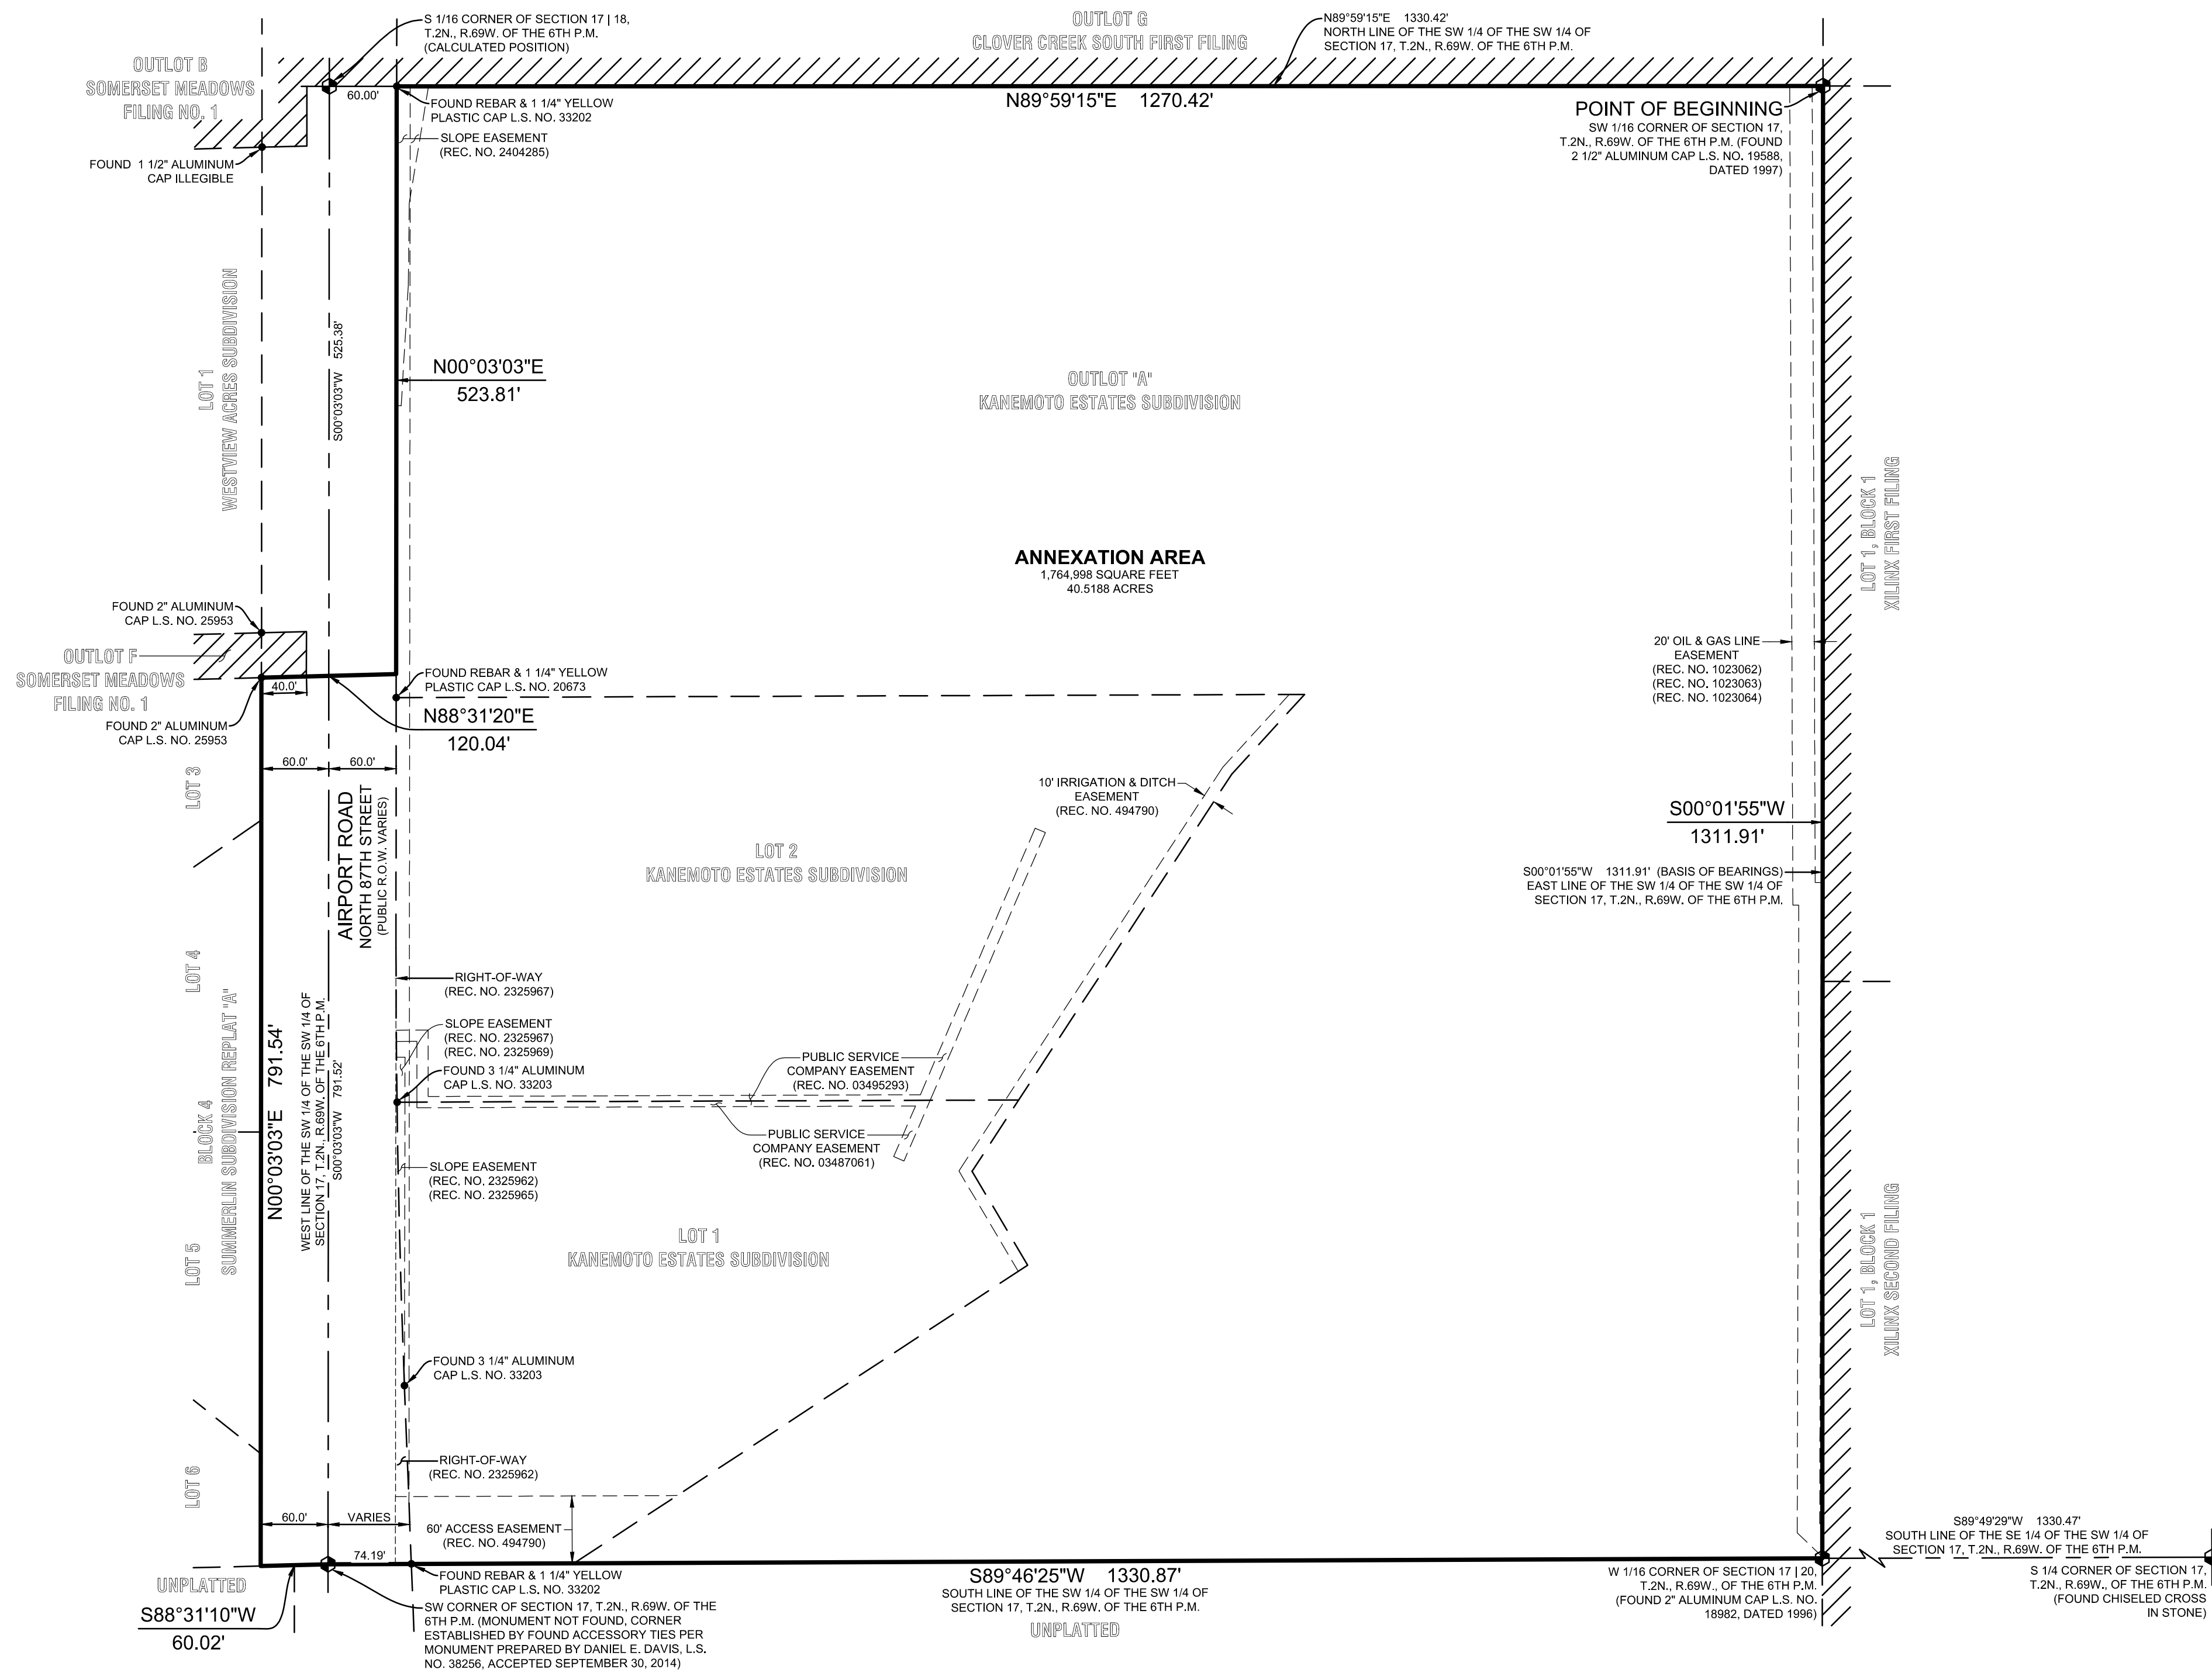 S 1/16 CORNER OF SECTION 17 | 18,
T.2N., R.69W. OF THE 6TH P.M.
(CALCULATED POSITION)
OUTLOT G
CLOVER CREEK SOUTH FIRST FILING
N89°59'15"E 1330.42'
NORTH LINE OF THE SW 1/4 OF THE SW 1/4 OF
SECTION 17, T.2N., R.69W. OF THE 6TH P.M.
OUTLOT B
SOMERSET MEADOWS
FILING NO. 1
60.00'
FOUND REBAR & 1 1/4" YELLOW
PLASTIC CAP L.S. NO. 33202
N89°59'15"E 1270.42'
POINT OF BEGINNING
SW 1/16 CORNER OF SECTION 17,
T.2N., R.69W. OF THE 6TH P.M. (FOUND
2 1/2" ALUMINUM CAP L.S. NO. 19588,
DATED 1997)
SLOPE EASEMENT
(REC. NO. 2404285)
FOUND 1 1/2" ALUMINUM
CAP ILLEGIBLE
LOT 1
WESTVIEW ACRES SUBDIVISION
S00°03'03"W 525.38'
N00°03'03"E
523.81'
OUTLOT "A"
KANEMOTO ESTATES SUBDIVISION
LOT 1, BLOCK 1
XILINX FIRST FILING
ANNEXATION AREA
1,764,998 SQUARE FEET
40.5188 ACRES
FOUND 2" ALUMINUM
CAP L.S. NO. 25953
OUTLOT F
SOMERSET MEADOWS
FILING NO. 1
40.0'
FOUND 2" ALUMINUM
CAP L.S. NO. 25953
FOUND REBAR & 1 1/4" YELLOW
PLASTIC CAP L.S. NO. 20673
N88°31'20"E
120.04'
20' OIL & GAS LINE
EASEMENT
(REC. NO. 1023062)
(REC. NO. 1023063)
(REC. NO. 1023064)
60.0'
60.0'
LOT 3
AIRPORT ROAD
NORTH 87TH STREET
(PUBLIC R.O.W. VARIES)
10' IRRIGATION & DITCH
EASEMENT
(REC. NO. 494790)
S00°01'55"W
1311.91'
LOT 2
KANEMOTO ESTATES SUBDIVISION
S00°01'55"W 1311.91' (BASIS OF BEARINGS)
EAST LINE OF THE SW 1/4 OF THE SW 1/4 OF
SECTION 17, T.2N., R.69W. OF THE 6TH P.M.
LOT 4
RIGHT-OF-WAY
(REC. NO. 2325967)
BLOCK 4
SUMMERLIN SUBDIVISION REPLAT "A"
N00°03'03"E 791.54'
WEST LINE OF THE SW 1/4 OF THE SW 1/4 OF
SECTION 17, T.2N., R.69W. OF THE 6TH P.M.
S00°03'03"W 791.52'
SLOPE EASEMENT
(REC. NO. 2325967)
(REC. NO. 2325969)
FOUND 3 1/4" ALUMINUM
CAP L.S. NO. 33203
PUBLIC SERVICE
COMPANY EASEMENT
(REC. NO. 03495293)
PUBLIC SERVICE
COMPANY EASEMENT
(REC. NO. 03487061)
SLOPE EASEMENT
(REC. NO. 2325962)
(REC. NO. 2325965)
LOT 5
LOT 1
KANEMOTO ESTATES SUBDIVISION
LOT 1, BLOCK 1
XILINX SECOND FILING
FOUND 3 1/4" ALUMINUM
CAP L.S. NO. 33203
RIGHT-OF-WAY
(REC. NO. 2325962)
LOT 6
60.0'
VARIES
60' ACCESS EASEMENT
(REC. NO. 494790)
74.19'
S89°49'29"W 1330.47'
SOUTH LINE OF THE SE 1/4 OF THE SW 1/4 OF
SECTION 17, T.2N., R.69W. OF THE 6TH P.M.
UNPLATTED
S88°31'10"W
60.02'
FOUND REBAR & 1 1/4" YELLOW
PLASTIC CAP L.S. NO. 33202
SW CORNER OF SECTION 17, T.2N., R.69W. OF THE
6TH P.M. (MONUMENT NOT FOUND, CORNER
ESTABLISHED BY FOUND ACCESSORY TIES PER
MONUMENT PREPARED BY DANIEL E. DAVIS, L.S.
NO. 38256, ACCEPTED SEPTEMBER 30, 2014)
S89°46'25"W 1330.87'
SOUTH LINE OF THE SW 1/4 OF THE SW 1/4 OF
SECTION 17, T.2N., R.69W. OF THE 6TH P.M.
UNPLATTED
W 1/16 CORNER OF SECTION 17 | 20,
T.2N., R.69W., OF THE 6TH P.M.
(FOUND 2" ALUMINUM CAP L.S. NO.
18982, DATED 1996)
S 1/4 CORNER OF SECTION 17,
T.2N., R.69W., OF THE 6TH P.M.
(FOUND CHISELED CROSS
IN STONE)